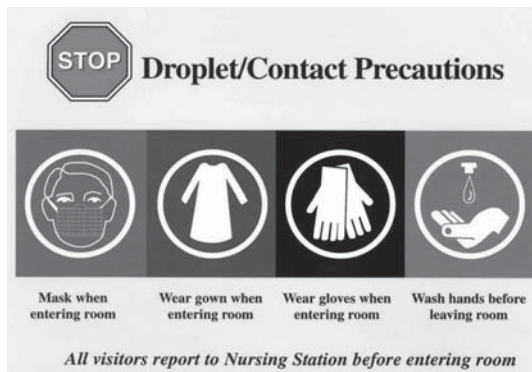 STOP
Droplet/Contact Precautions
Mask when
entering room
Wear gown when
entering room
Wear gloves when
entering room
Wash hands before
leaving room
All visitors report to Nursing Station before entering room